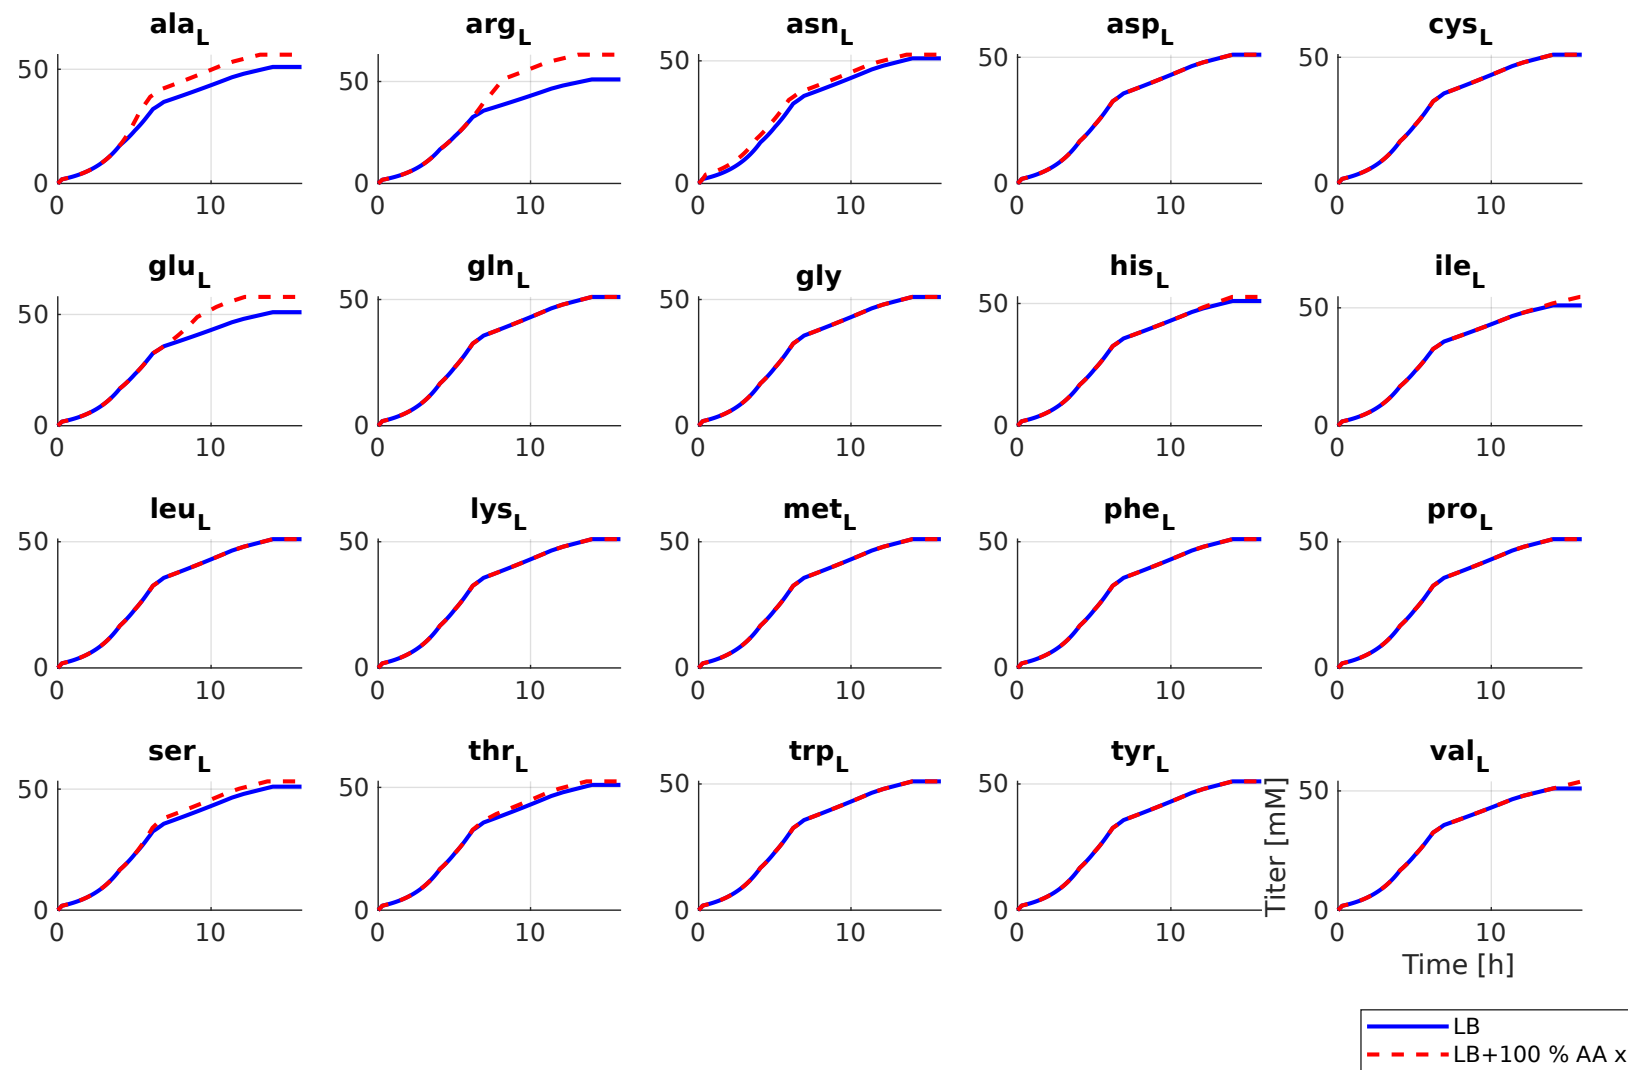 ala_L arg_L asn_L asp_L cys_L
50 50 50 50 50
0 0 0 0 0
0 10 0 10 0 10 0 10 0 10
glu_L gln_L gly his_L ile_L
50 50 50 50 50
0 0 0 0 0
0 10 0 10 0 10 0 10 0 10
leu_L lys_L met_L phe_L pro_L
50 50 50 50 50
0 0 0 0 0
0 10 0 10 0 10 0 10 0 10
ser_L thr_L trp_L tyr_L val_L
50 50 50 50 50
0 0 0 0 0
0 10 0 10 0 10 0 10 0 10
Titer [mM]
Time [h]
LB
LB+100 % AA x